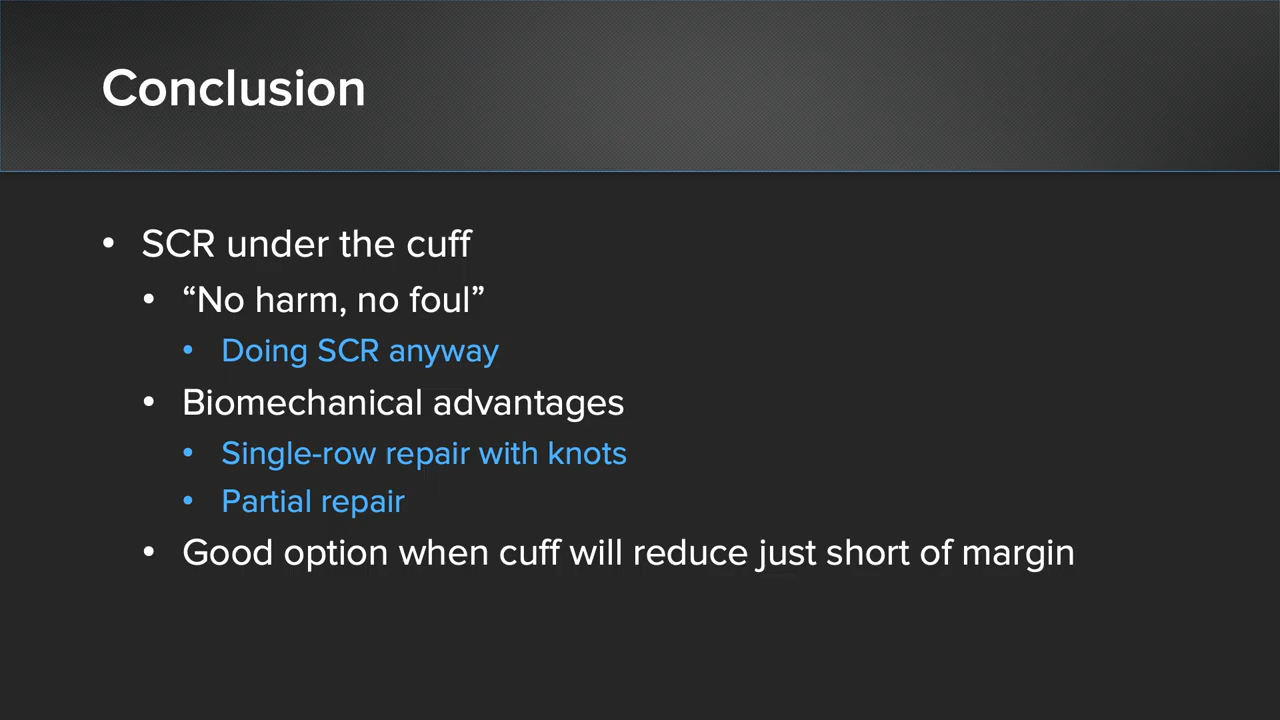 Conclusion
• SCR under the cuff
• “No harm, no foul”
• Doing SCR anyway
• Biomechanical advantages
• Single-row repair with knots
• Partial repair
• Good option when cuff will reduce just short of margin